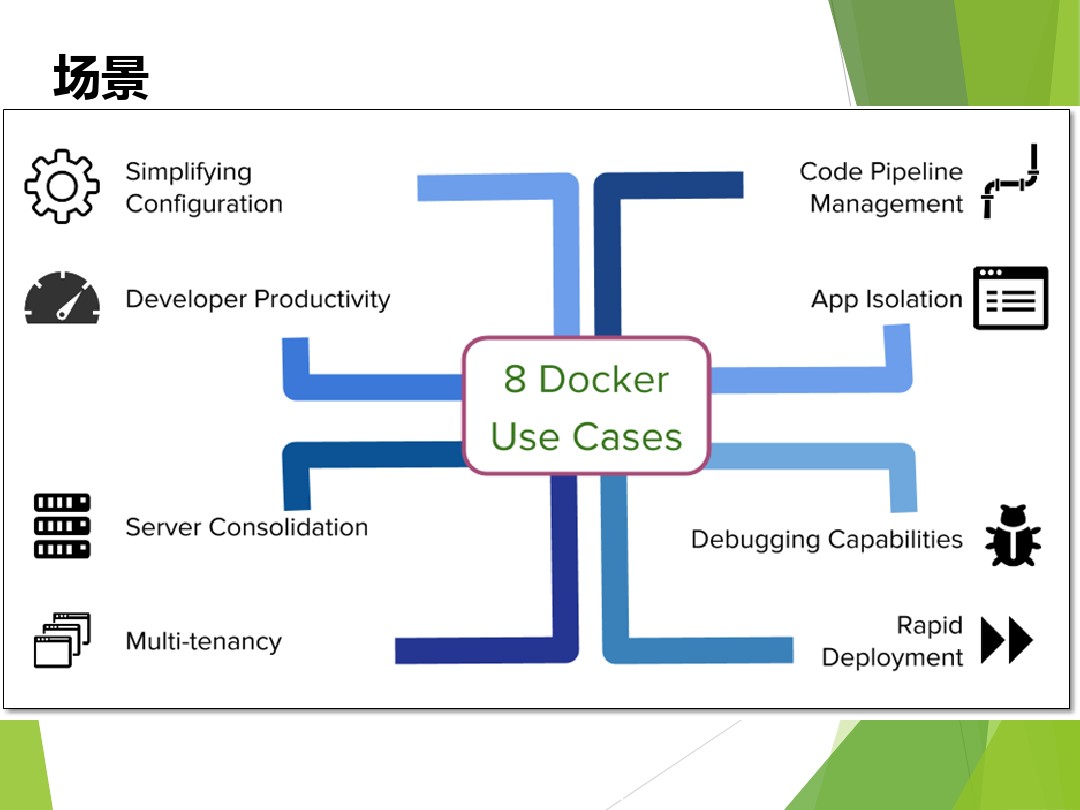 场景
Simplifying
Configuration
Developer Productivity
Server Consolidation
Multi-tenancy
8 Docker
Use Cases
Code Pipeline
Management
App Isolation
Debugging Capabilities
Rapid
Deployment